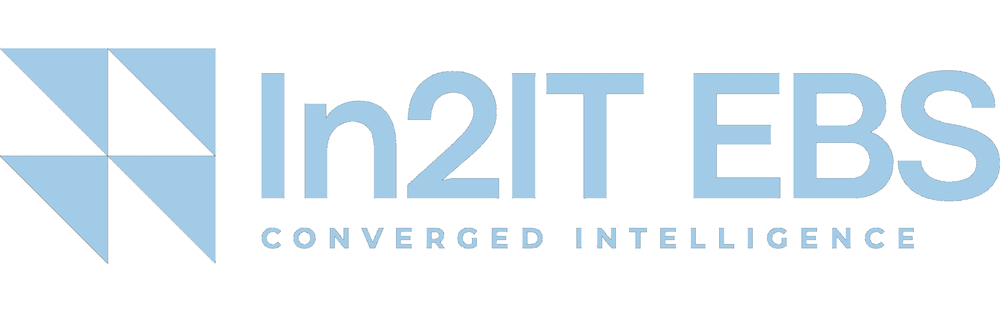 In2IT EBS
CONVERGED INTELLIGENCE